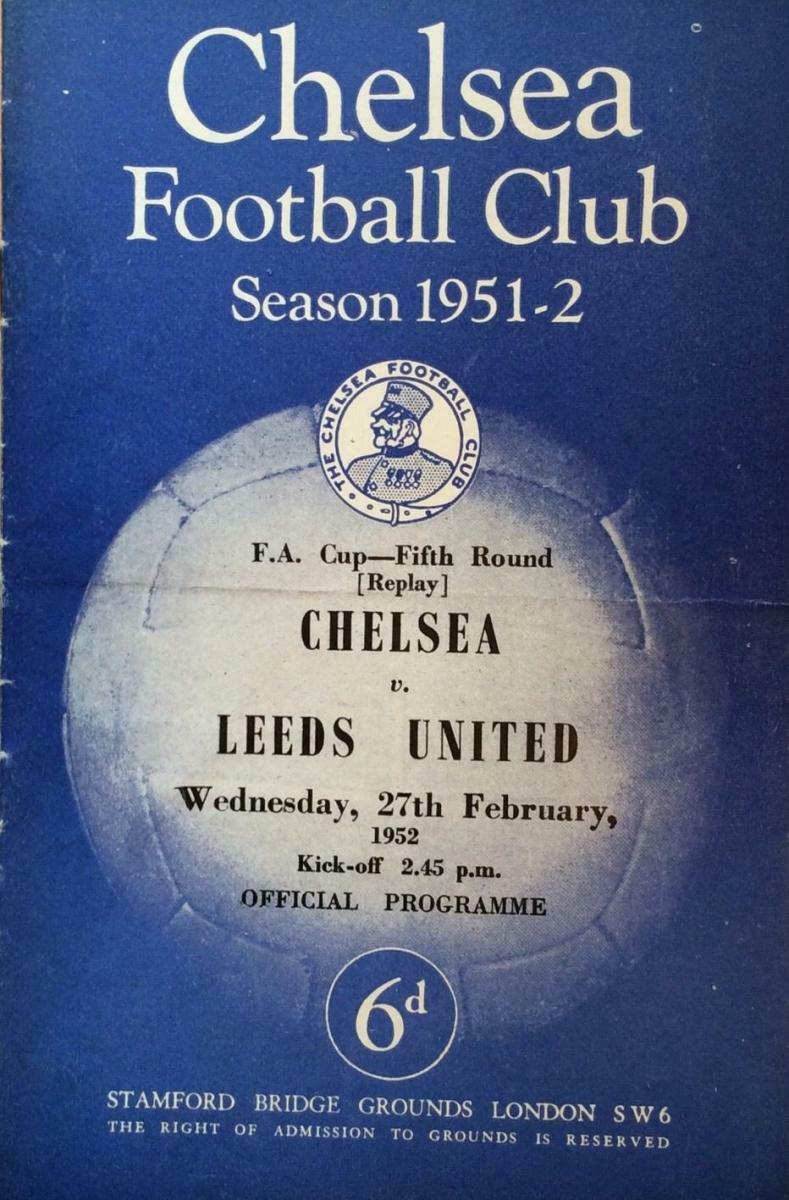 Chelsea
Football Club
Season 1951-2
THE CHELSEA FOOTBALL CLUB
F.A. Cup—Fifth Round
[Replay]
CHELSEA
v.
LEEDS UNITED
Wednesday, 27th February,
1952
Kick-off 2.45 p.m.
OFFICIAL PROGRAMME
6d
STAMFORD BRIDGE GROUNDS LONDON SW6
THE RIGHT OF ADMISSION TO GROUNDS IS RESERVED